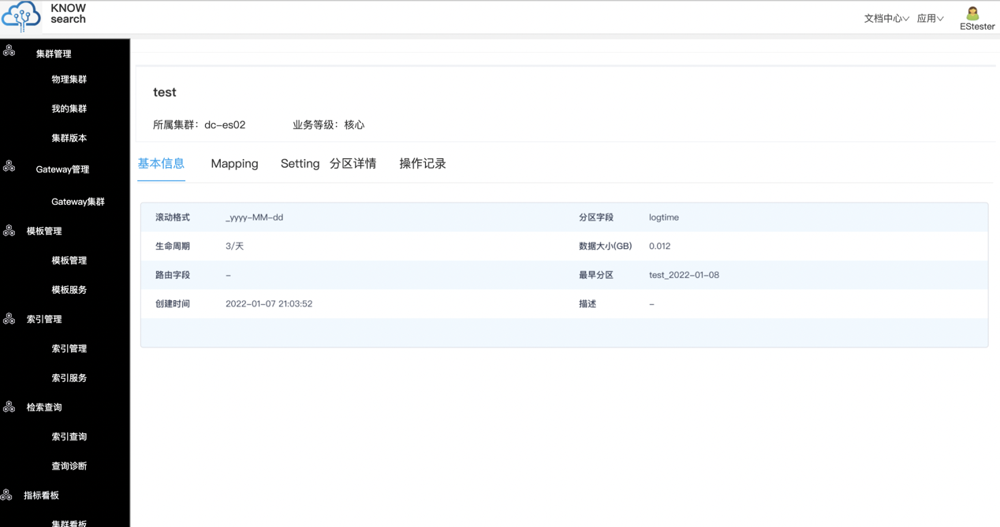 KNOW
search
文档中心
应用
EStester
集群管理
物理集群
我的集群
集群版本
Gateway管理
Gateway集群
模板管理
模板管理
模板服务
索引管理
索引管理
索引服务
检索查询
索引查询
查询诊断
指标看板
集群看板
test
所属集群：dc-es02 业务等级：核心
基本信息 Mapping Setting 分区详情 操作记录
滚动格式 _yyyy-MM-dd 分区字段 logtime
生命周期 3/天 数据大小(GB) 0.012
路由字段 - 最早分区 test_2022-01-08
创建时间 2022-01-07 21:03:52 描述 -